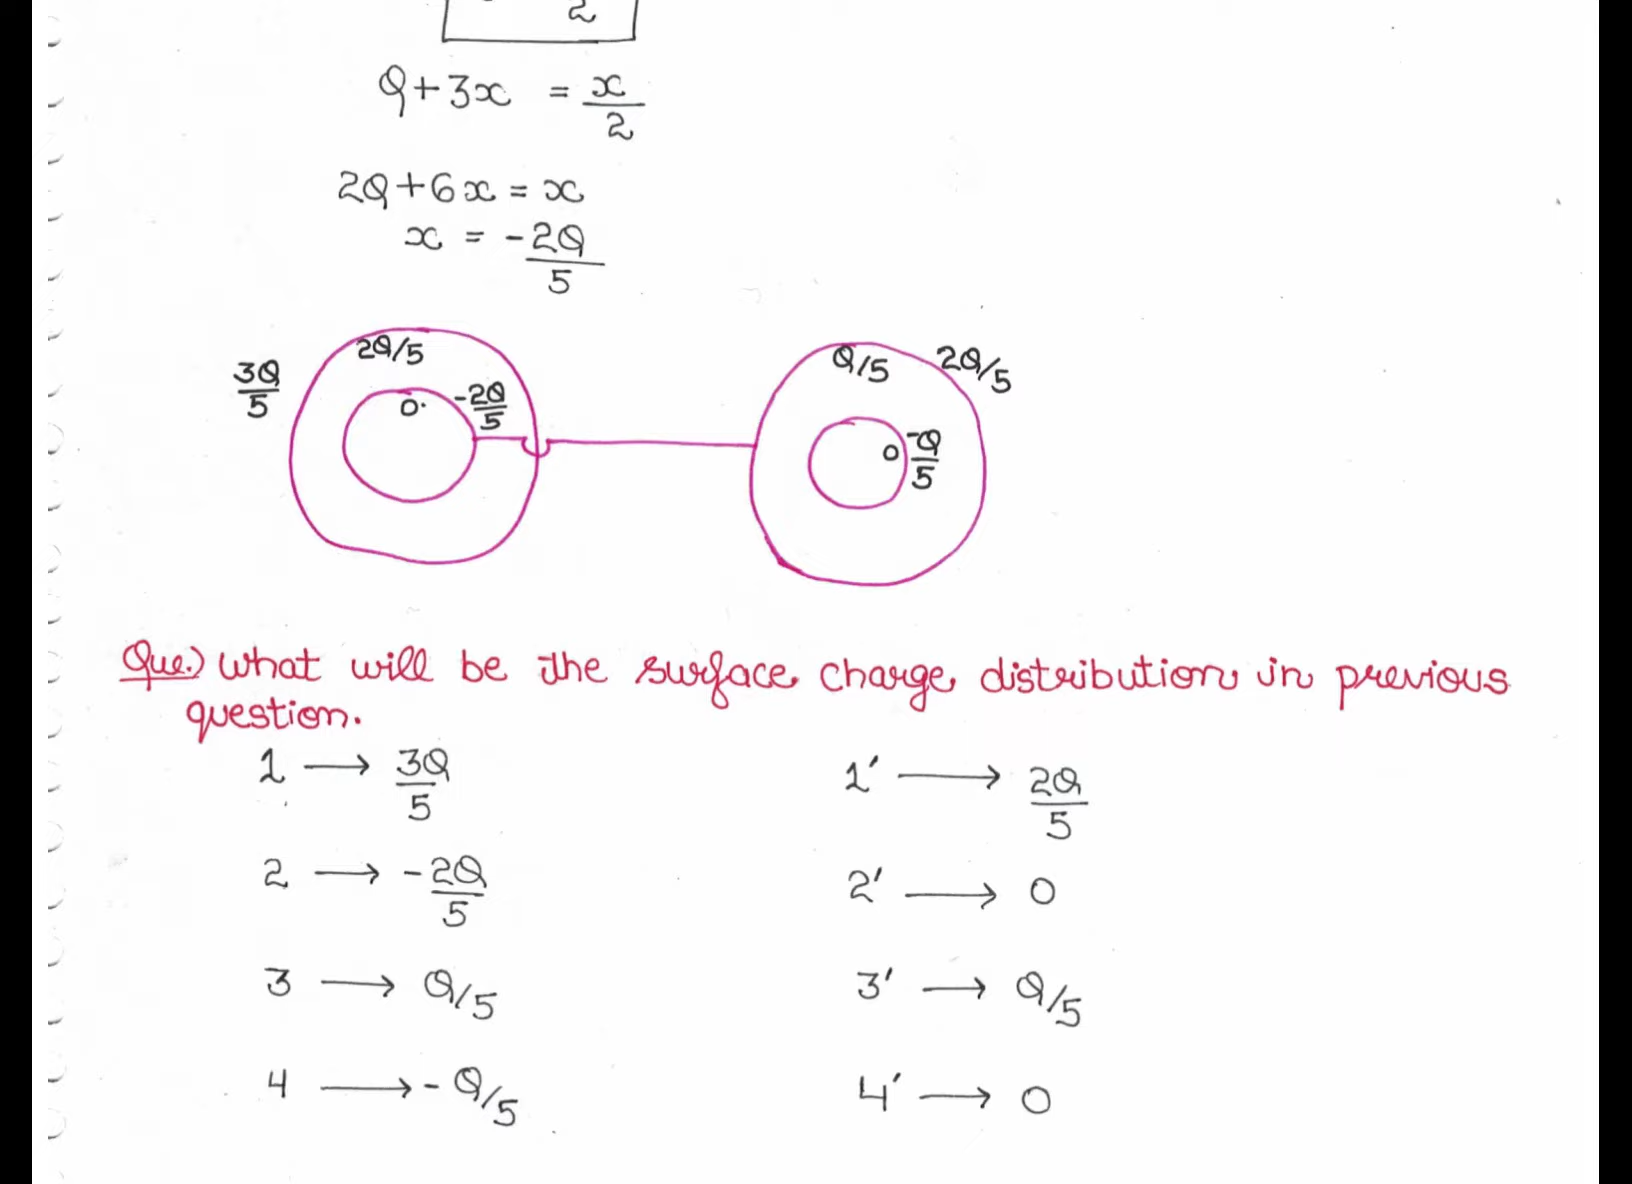 2
Q+3x = x/2
2Q+6x = x
x = -2Q/5
3Q/5 2Q/5 0. -2Q/5 Q/5 2Q/5 0 -Q/5
Que.) What will be the surface charge distribution in previous
question.
1 → 3Q/5 1' → 2Q/5
2 → -2Q/5 2' → 0
3 → Q/5 3' → Q/5
4 → -Q/5 4' → 0